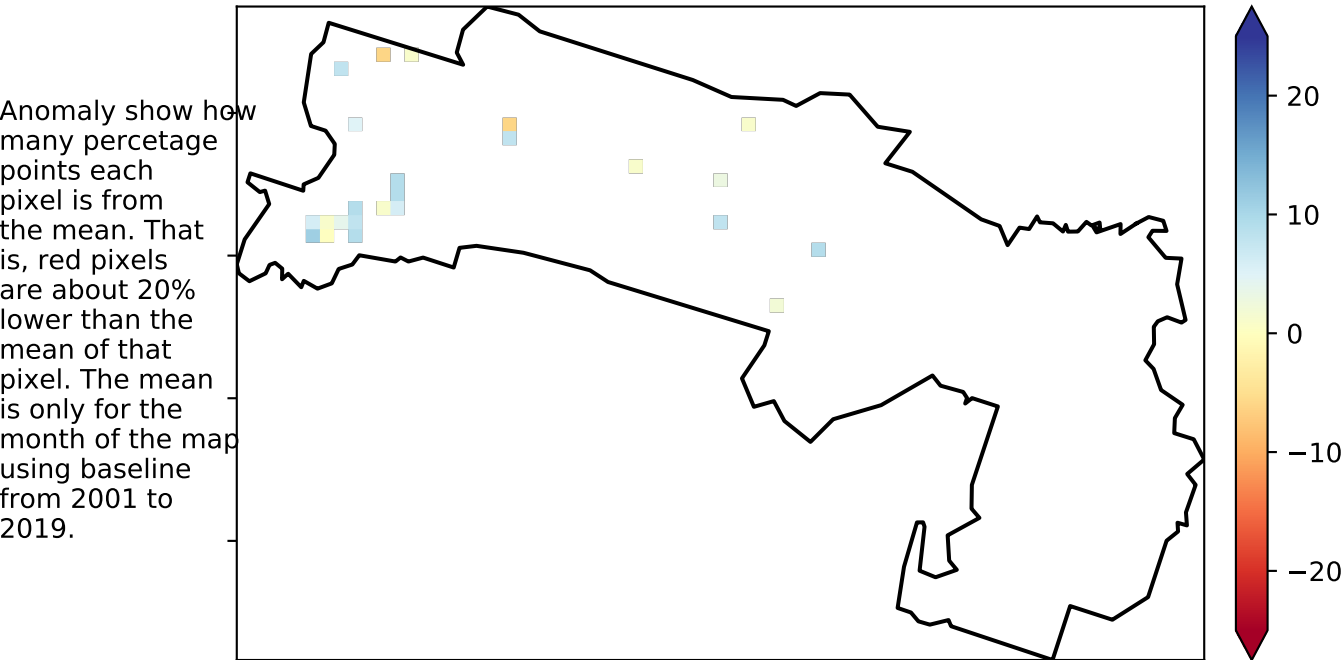 Anomaly show how
many percetage
points each
pixel is from
the mean. That
is, red pixels
are about 20%
lower than the
mean of that
pixel. The mean
is only for the
month of the map
using baseline
from 2001 to
2019.
20
10
0
−10
−20